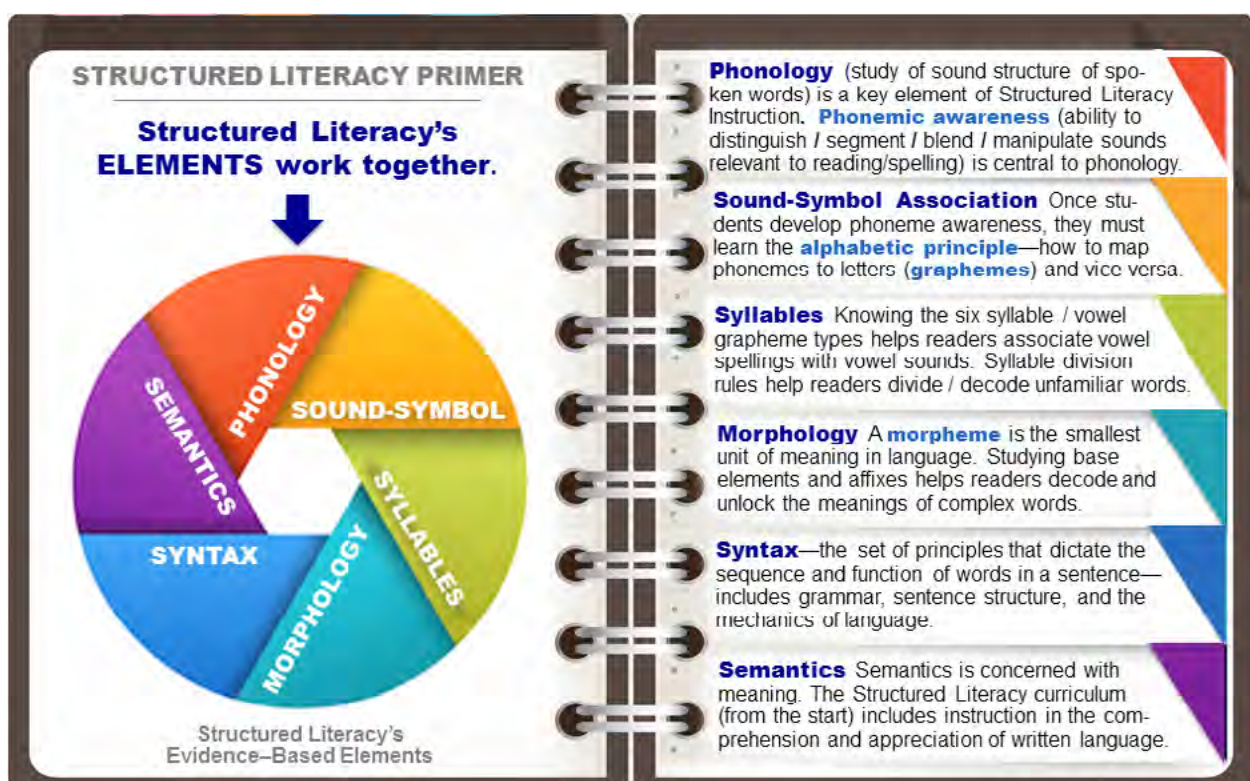 STRUCTURED LITERACY PRIMER
Structured Literacy's
ELEMENTS work together.
PHONOLOGY
SOUND-SYMBOL
SYLLABLES
MORPHOLOGY
SYNTAX
SEMANTICS
Structured Literacy's
Evidence–Based Elements
Phonology (study of sound structure of spo-
ken words) is a key element of Structured Literacy
Instruction. Phonemic awareness (ability to
distinguish / segment / blend / manipulate sounds
relevant to reading/spelling) is central to phonology.
Sound-Symbol Association Once stu-
dents develop phoneme awareness, they must
learn the alphabetic principle—how to map
phonemes to letters (graphemes) and vice versa.
Syllables Knowing the six syllable / vowel
grapheme types helps readers associate vowel
spellings with vowel sounds. Syllable division
rules help readers divide / decode unfamiliar words.
Morphology A morpheme is the smallest
unit of meaning in language. Studying base
elements and affixes helps readers decode and
unlock the meanings of complex words.
Syntax—the set of principles that dictate the
sequence and function of words in a sentence—
includes grammar, sentence structure, and the
mechanics of language.
Semantics Semantics is concerned with
meaning. The Structured Literacy curriculum
(from the start) includes instruction in the com-
prehension and appreciation of written language.